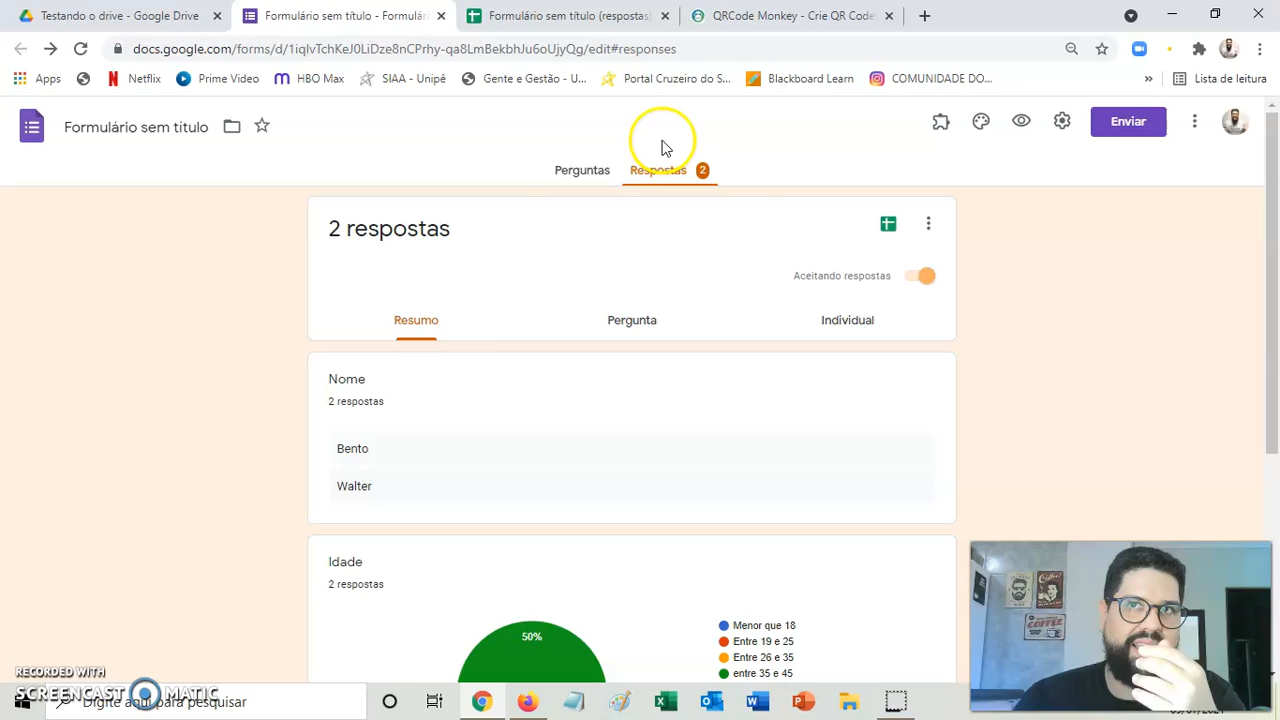 Testando o drive - Google Drive
Formulário sem título - Formulár
Formulário sem título (respostas)
QRCode Monkey - Crie QR Code
docs.google.com/forms/d/1iqIvTchKeJ0LiDze8nCPrhy-qa8LmBekbhJu6oUjyQg/edit#responses
Apps
Netflix
Prime Video
HBO Max
SIAA - Unipê
Gente e Gestão - U...
Portal Cruzeiro do S...
Blackboard Learn
COMUNIDADE DO...
»
Lista de leitura
Formulário sem título
Enviar
Perguntas
Respostas 2
2 respostas
Aceitando respostas
Resumo
Pergunta
Individual
Nome
2 respostas
Bento
Walter
Idade
2 respostas
50%
Menor que 18
Entre 19 e 25
Entre 26 e 35
entre 35 e 45
COFFEE
RECORDED WITH
SCREENCAST MATIC
Digite aqui para pesquisar